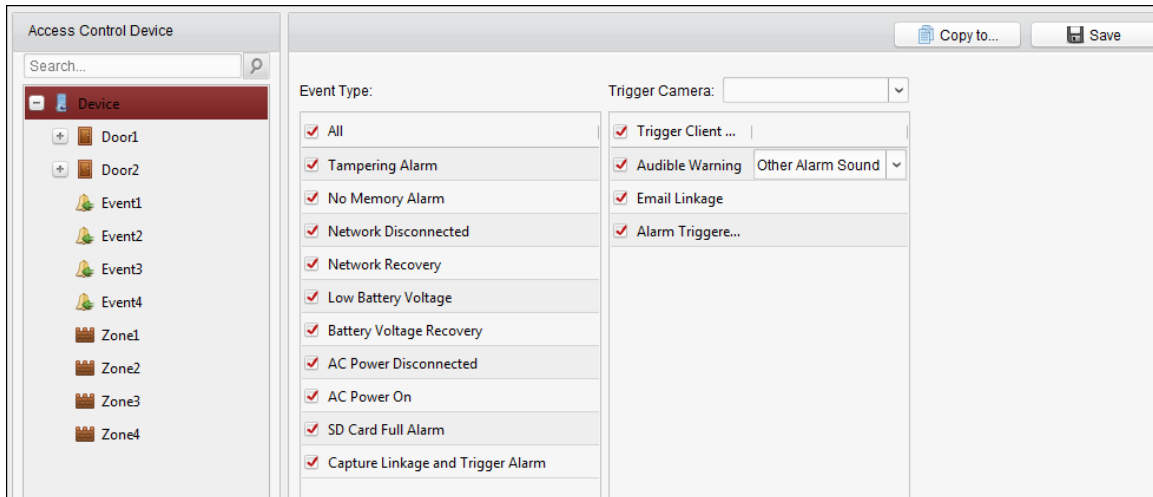 Access Control Device
Copy to...
Save
Search...
Device
Door1
Door2
Event1
Event2
Event3
Event4
Zone1
Zone2
Zone3
Zone4
Event Type:
All
Tampering Alarm
No Memory Alarm
Network Disconnected
Network Recovery
Low Battery Voltage
Battery Voltage Recovery
AC Power Disconnected
AC Power On
SD Card Full Alarm
Capture Linkage and Trigger Alarm
Trigger Camera:
Trigger Client ...
Audible Warning Other Alarm Sound
Email Linkage
Alarm Triggere...